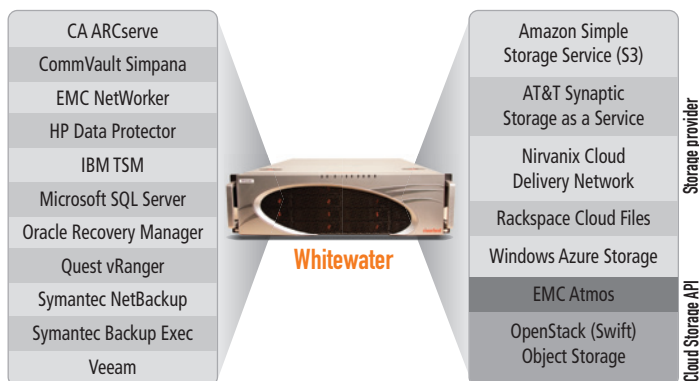 CA ARCserve
CommVault Simpana
EMC NetWorker
HP Data Protector
IBM TSM
Microsoft SQL Server
Oracle Recovery Manager
Quest vRanger
Symantec NetBackup
Symantec Backup Exec
Veeam
Whitewater
Amazon Simple
Storage Service (S3)
AT&T Synaptic
Storage as a Service
Nirvanix Cloud
Delivery Network
Rackspace Cloud Files
Windows Azure Storage
EMC Atmos
OpenStack (Swift)
Object Storage
Storage provider
Cloud Storage API